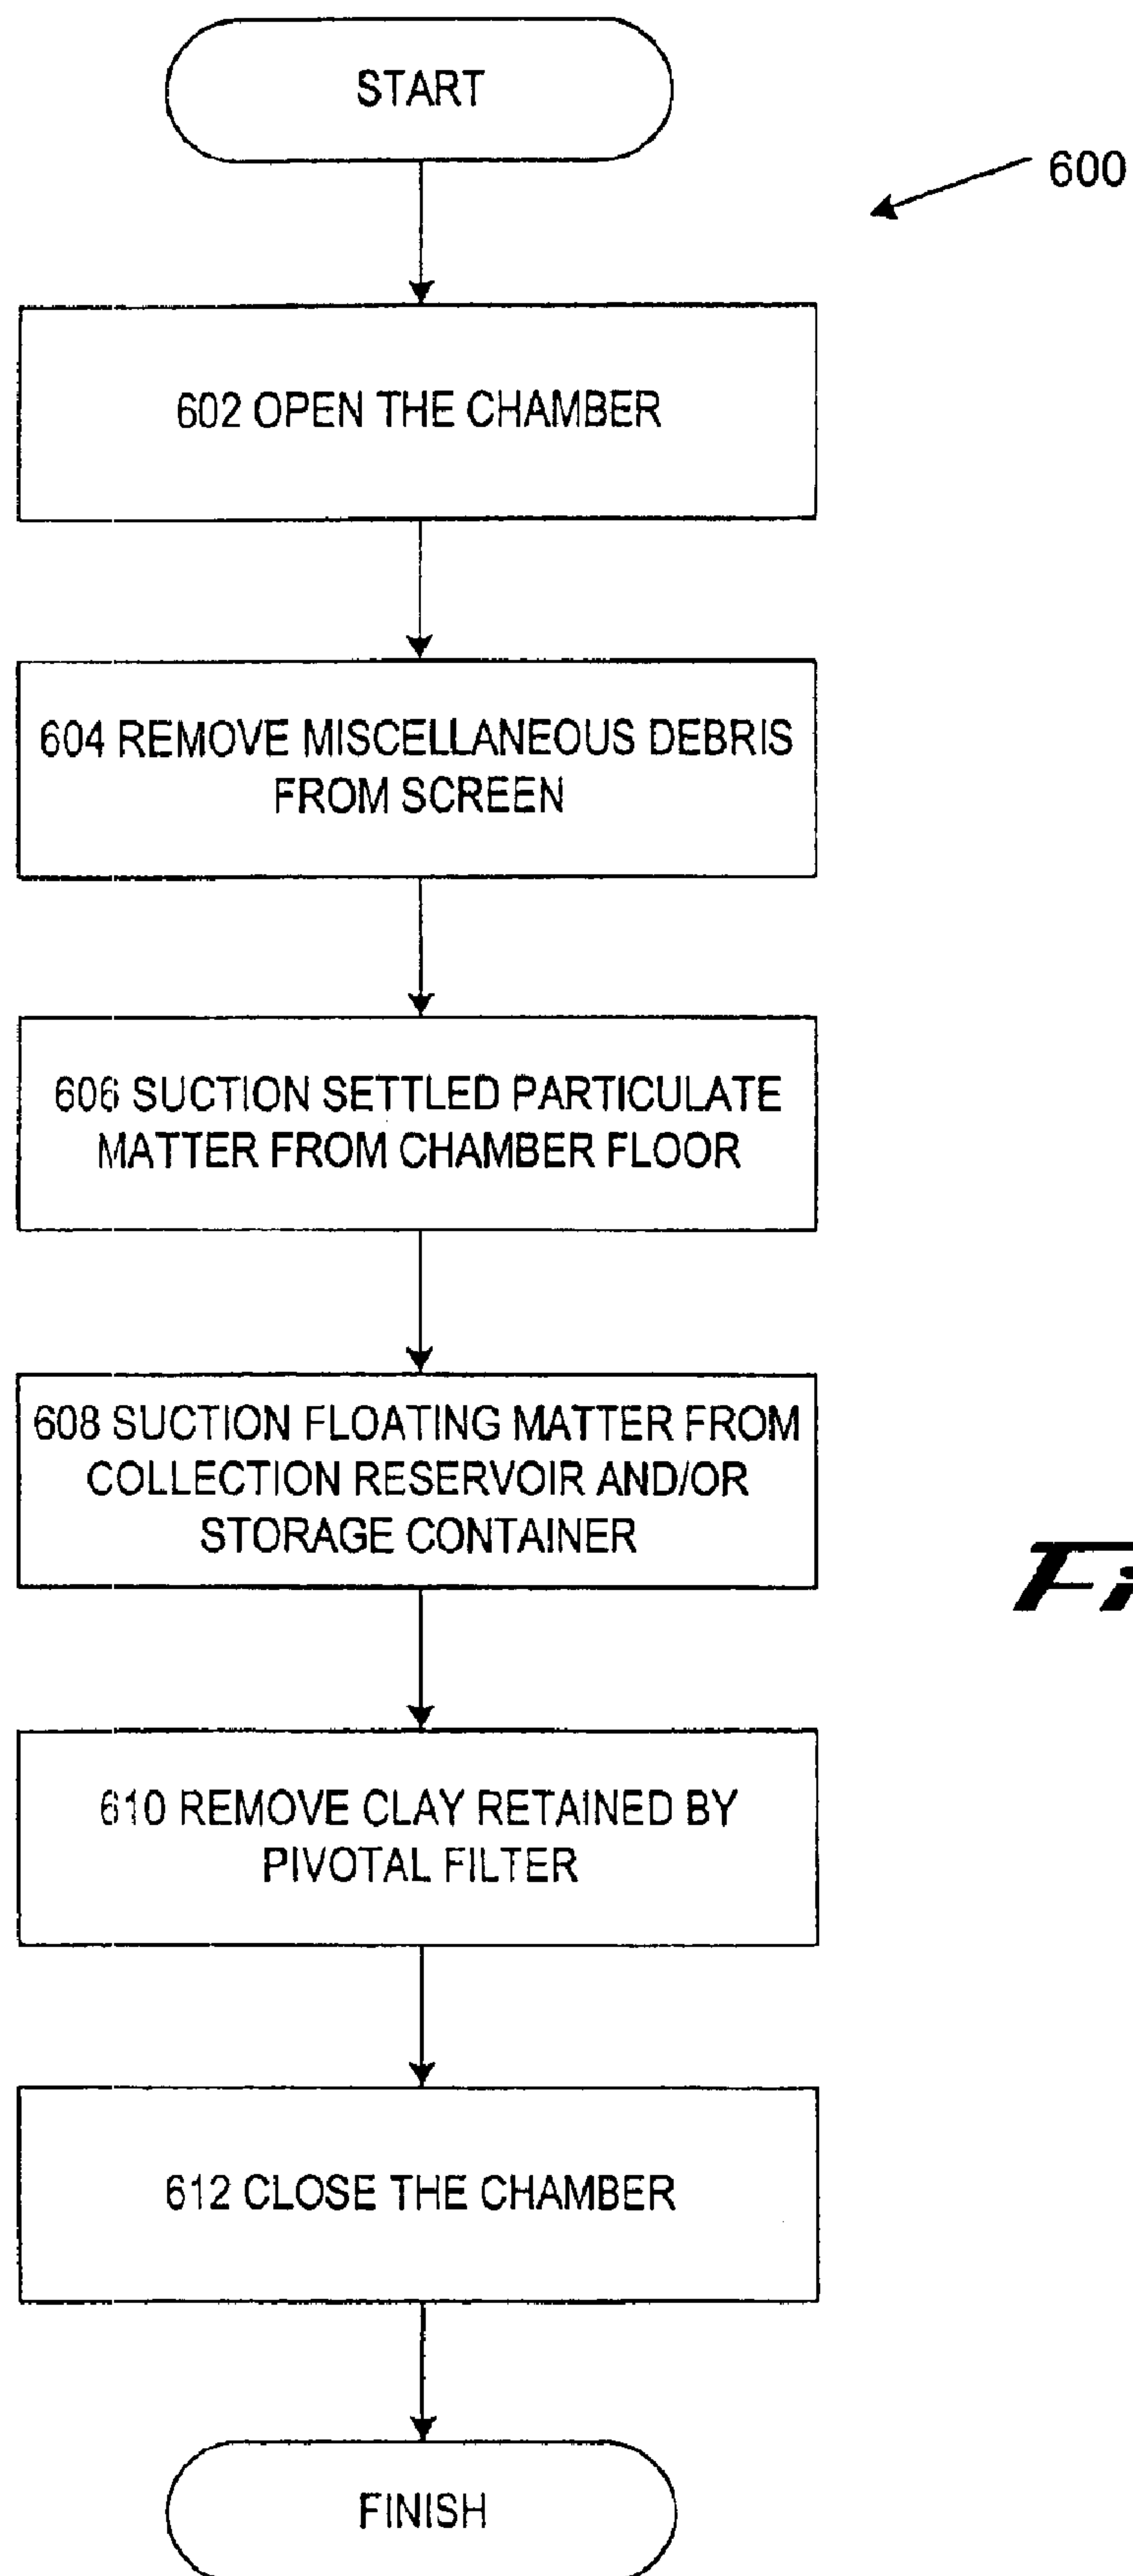 START
600
602 OPEN THE CHAMBER
604 REMOVE MISCELLANEOUS DEBRIS
FROM SCREEN
606 SUCTION SETTLED PARTICULATE
MATTER FROM CHAMBER FLOOR
608 SUCTION FLOATING MATTER FROM
COLLECTION RESERVOIR AND/OR
STORAGE CONTAINER
Fi
610 REMOVE CLAY RETAINED BY
PIVOTAL FILTER
612 CLOSE THE CHAMBER
FINISH